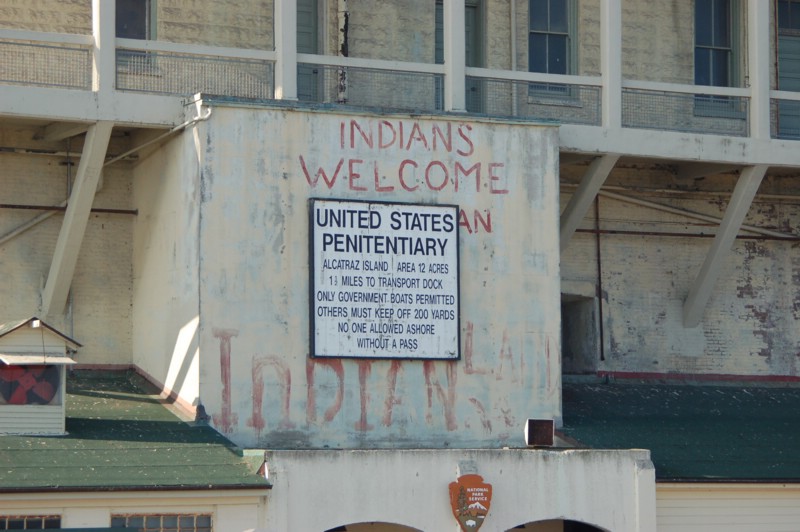 INDIANS
WELCOME
UNITED STATES
PENITENTIARY
ALCATRAZ ISLAND AREA 12 ACRES
1½ MILES TO TRANSPORT DOCK
ONLY GOVERNMENT BOATS PERMITTED
OTHERS MUST KEEP OFF 200 YARDS
NO ONE ALLOWED ASHORE
WITHOUT A PASS
INDIAN LAND
NATIONAL
PARK
SERVICE